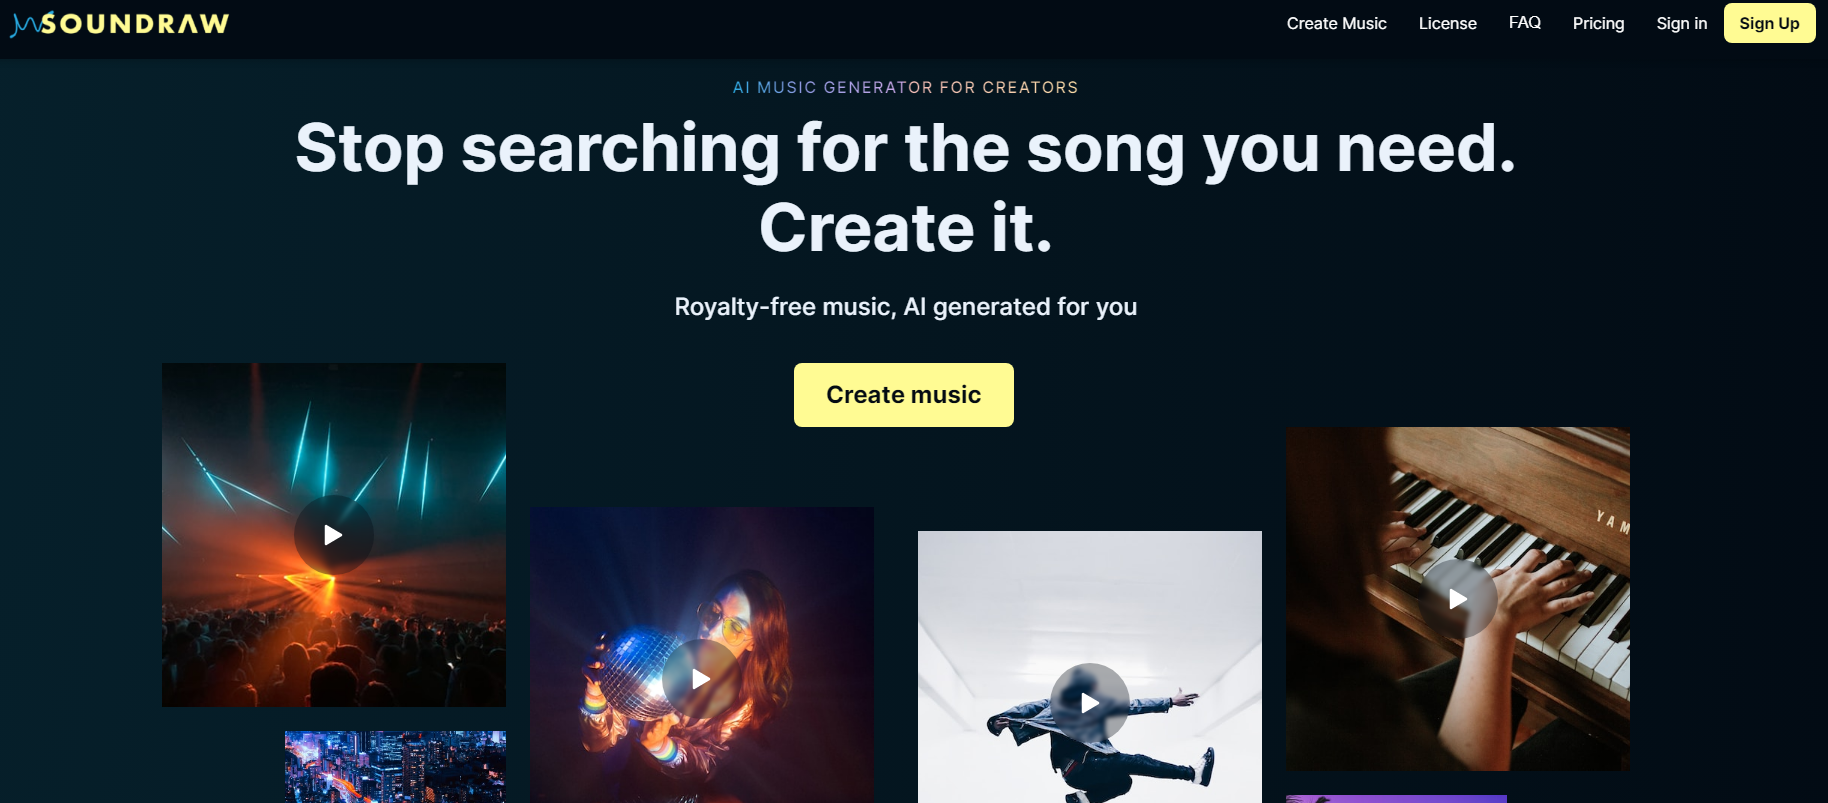 SOUNDRAW
Create Music
License
FAQ
Pricing
Sign in
Sign Up
AI MUSIC GENERATOR FOR CREATORS
Stop searching for the song you need.
Create it.
Royalty-free music, AI generated for you
Create music
YAM